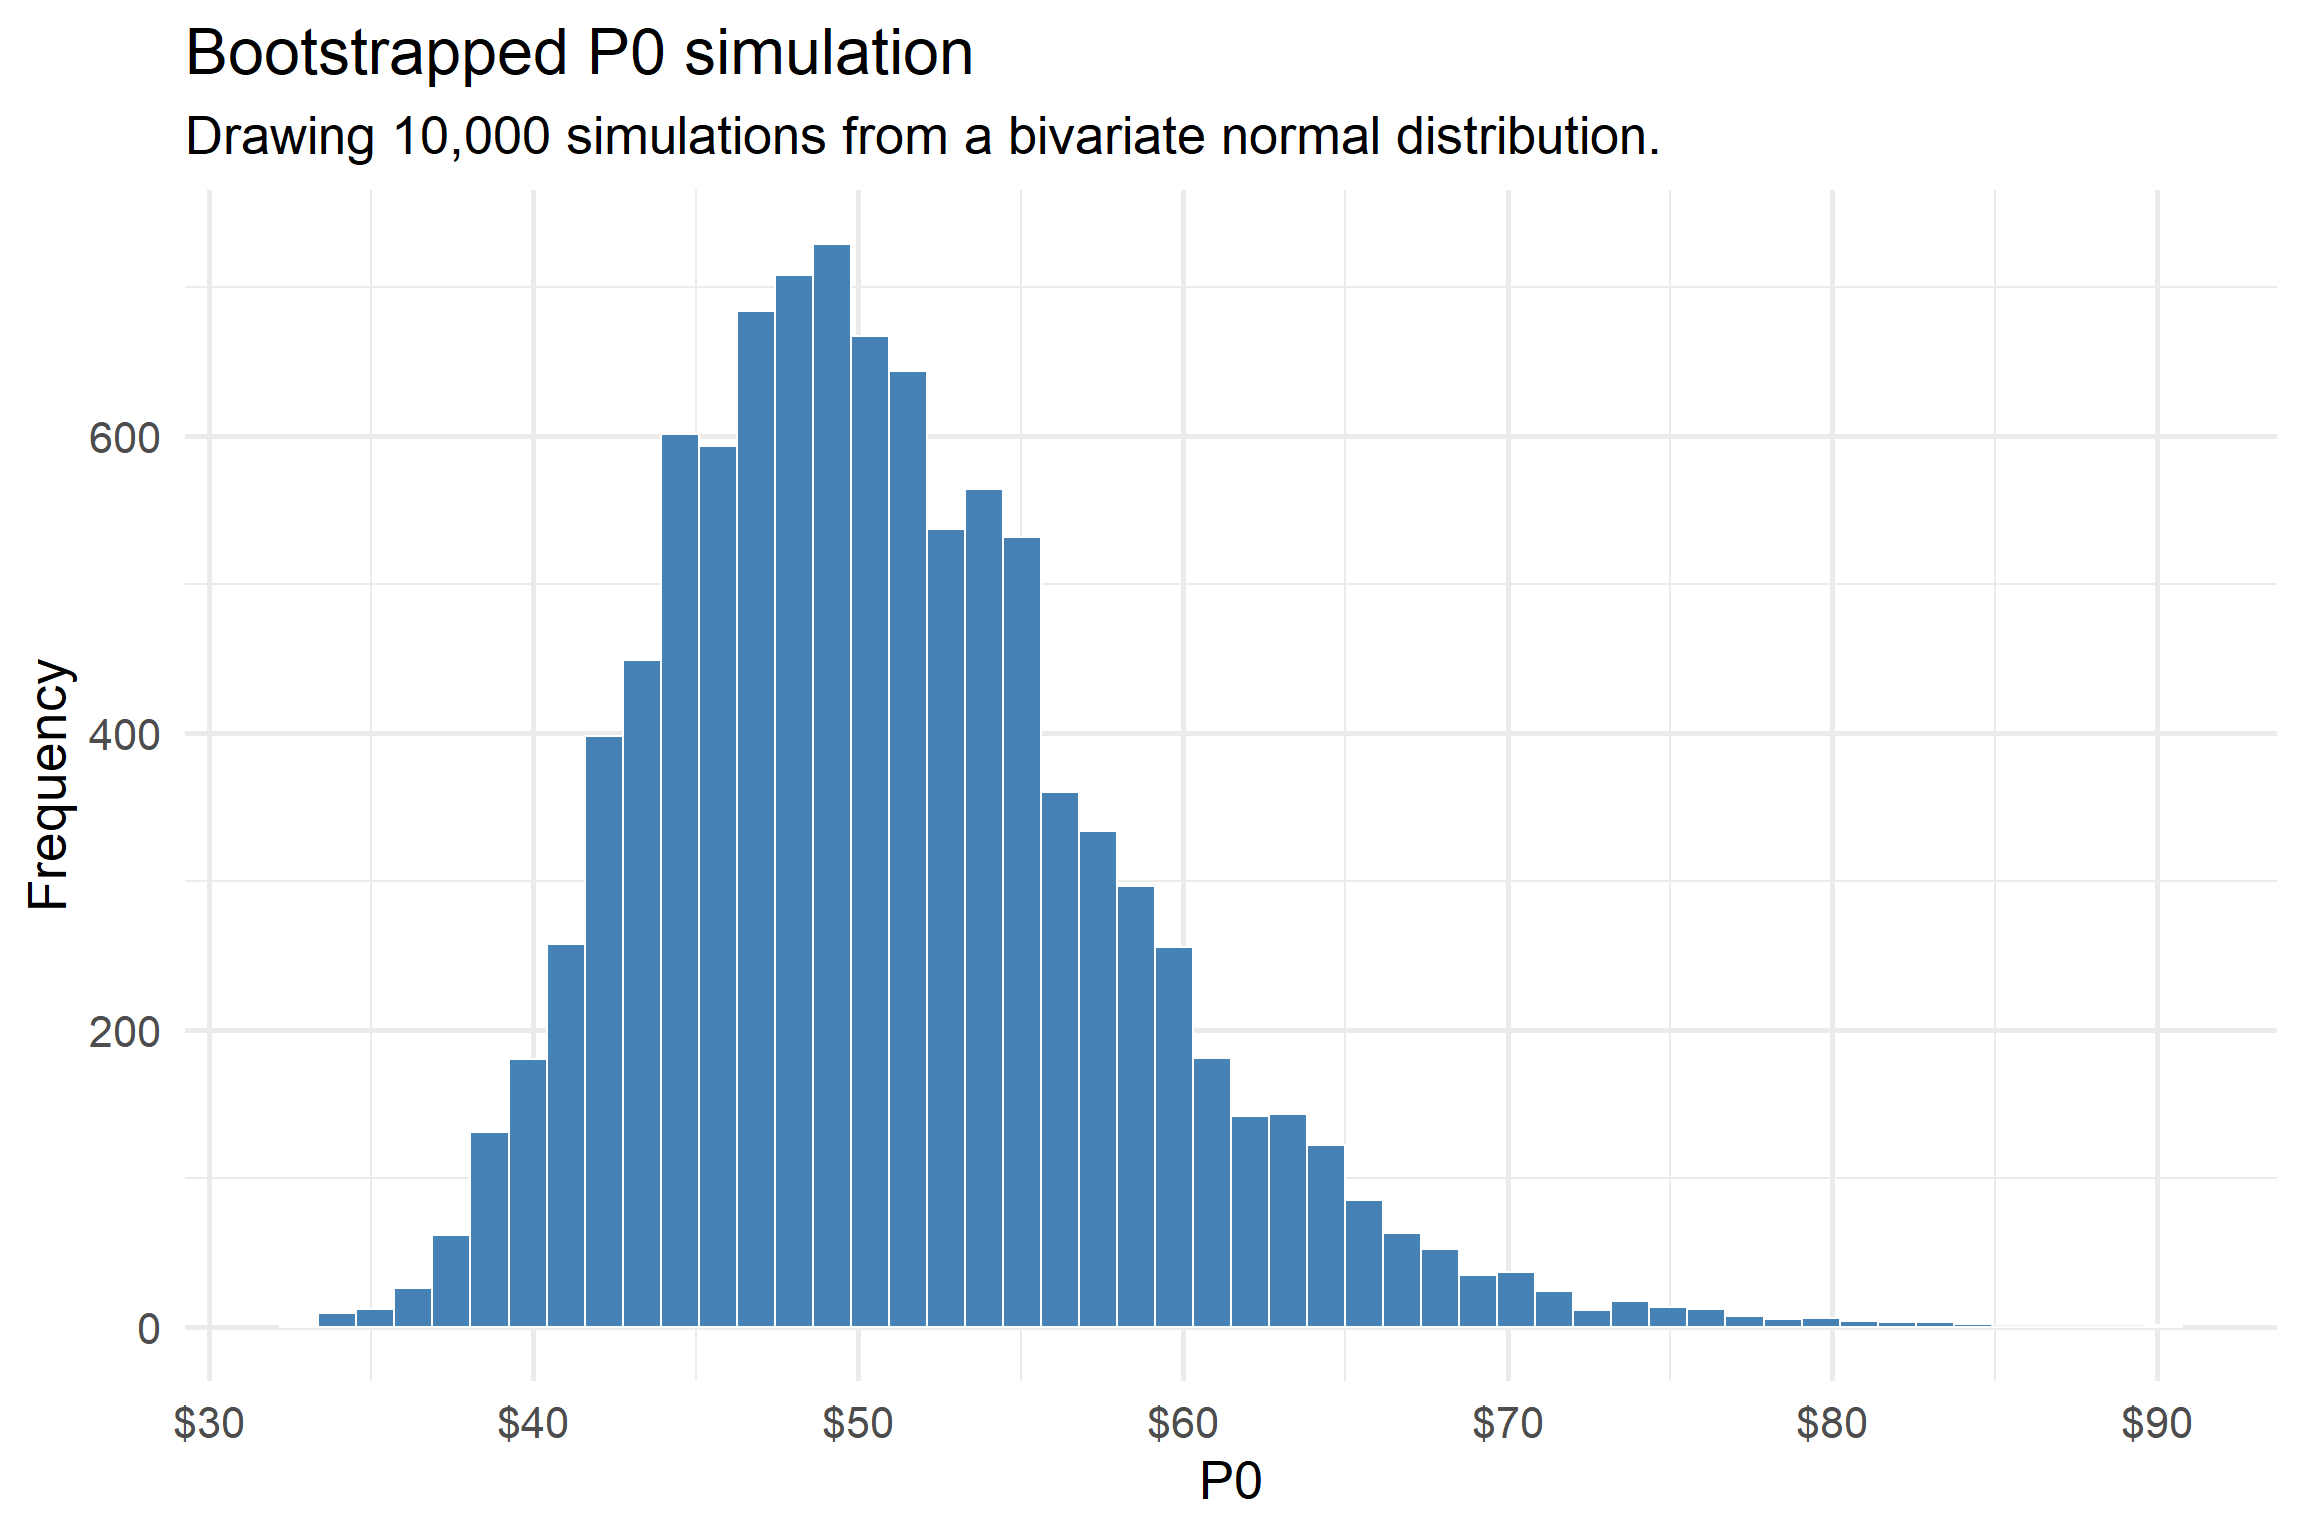 Bootstrapped P0 simulation
Drawing 10,000 simulations from a bivariate normal distribution.
Frequency
600
400
200
0
$30 $40 $50 $60 $70 $80 $90
P0